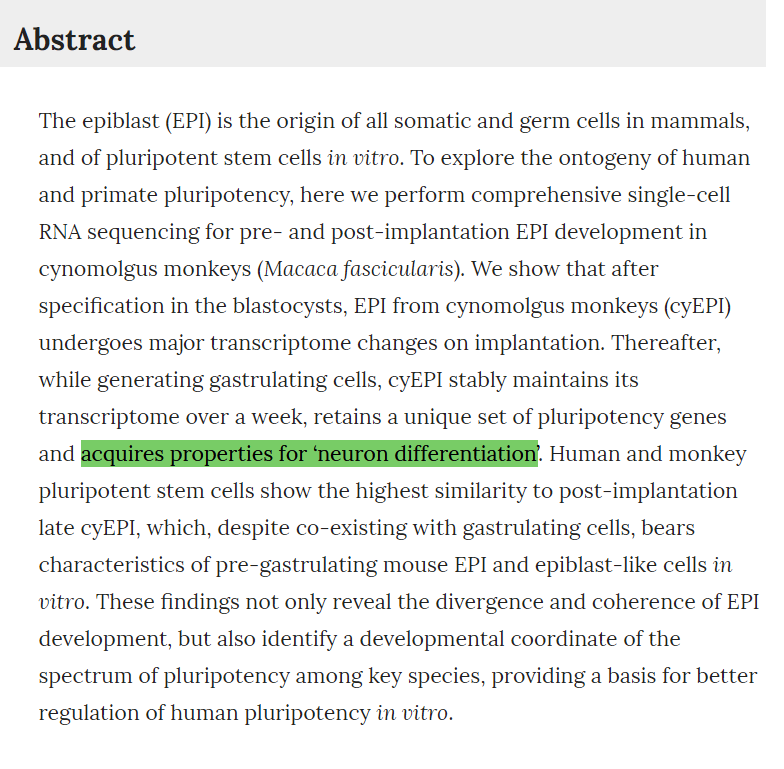 Abstract
The epiblast (EPI) is the origin of all somatic and germ cells in mammals,
and of pluripotent stem cells in vitro. To explore the ontogeny of human
and primate pluripotency, here we perform comprehensive single-cell
RNA sequencing for pre- and post-implantation EPI development in
cynomolgus monkeys (Macaca fascicularis). We show that after
specification in the blastocysts, EPI from cynomolgus monkeys (cyEPI)
undergoes major transcriptome changes on implantation. Thereafter,
while generating gastrulating cells, cyEPI stably maintains its
transcriptome over a week, retains a unique set of pluripotency genes
and acquires properties for ‘neuron differentiation’. Human and monkey
pluripotent stem cells show the highest similarity to post-implantation
late cyEPI, which, despite co-existing with gastrulating cells, bears
characteristics of pre-gastrulating mouse EPI and epiblast-like cells in
vitro. These findings not only reveal the divergence and coherence of EPI
development, but also identify a developmental coordinate of the
spectrum of pluripotency among key species, providing a basis for better
regulation of human pluripotency in vitro.